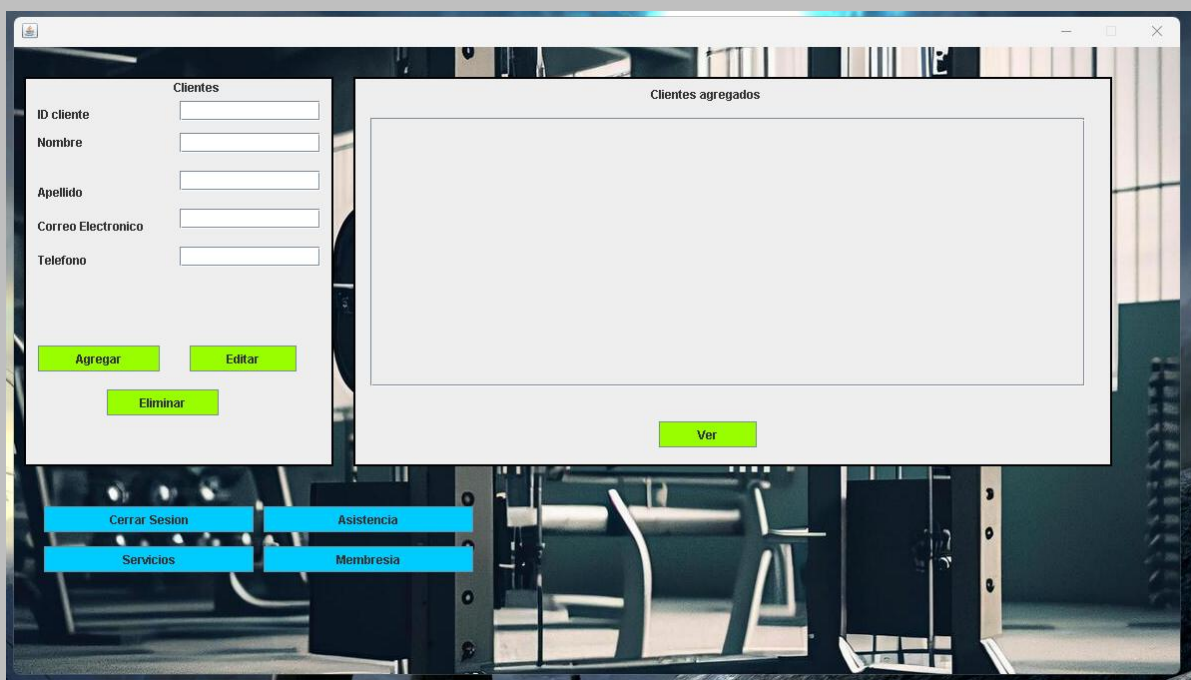 Clientes
ID cliente
Nombre
Apellido
Correo Electronico
Telefono
Agregar
Editar
Eliminar
Clientes agregados
Ver
Cerrar Sesion
Asistencia
Servicios
Membresia